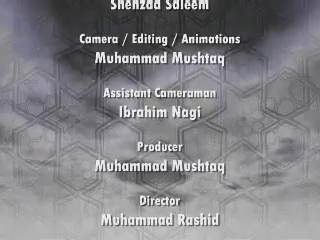 Shehzad Saleem
Camera / Editing / Animations
Muhammad Mushtaq
Assistant Cameraman
Ibrahim Nagi
Producer
Muhammad Mushtaq
Director
Muhammad Rashid